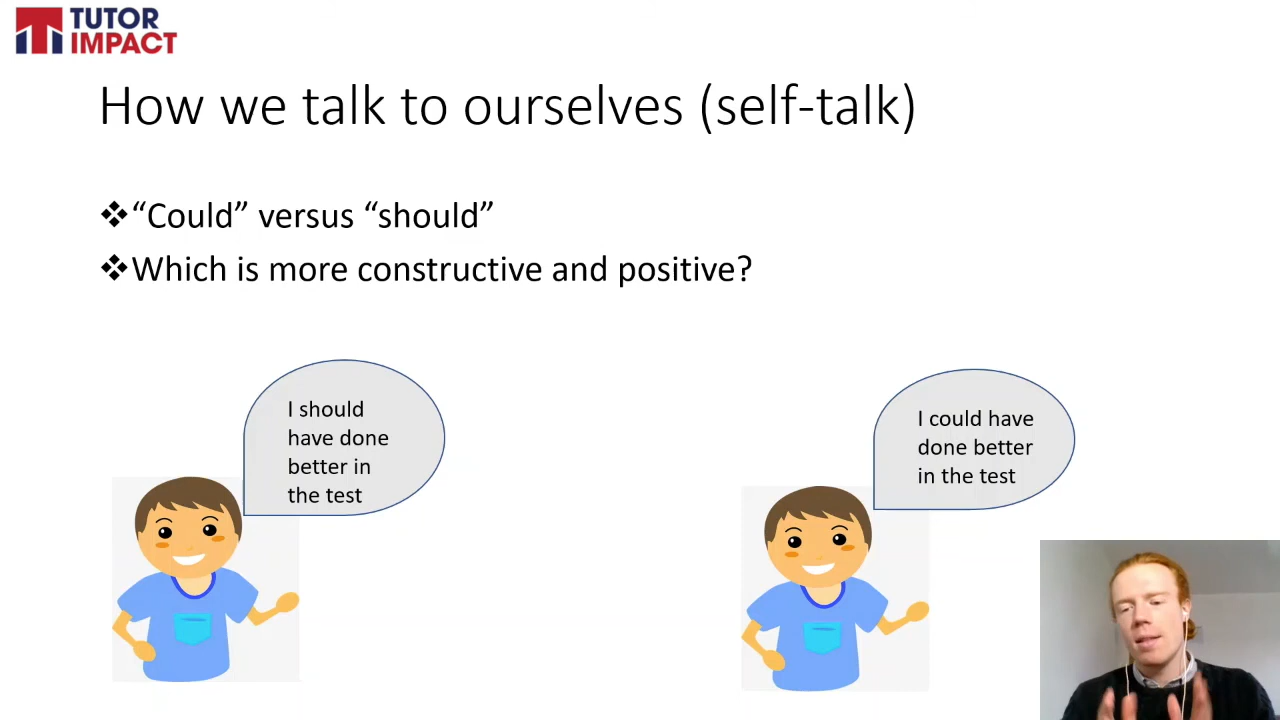 TUTOR
IMPACT
How we talk to ourselves (self-talk)
❖“Could” versus “should”
❖Which is more constructive and positive?
I should
have done
better in
the test
I could have
done better
in the test